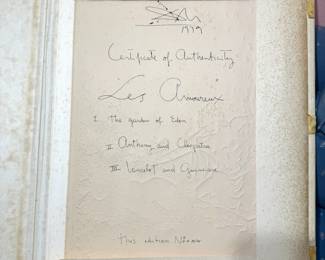 1979
Certificate of Authenticity
Les Amoureux
I the garden of Eden
II Anthony and Cleopatra
III Lancelot and Guinevere
this edition